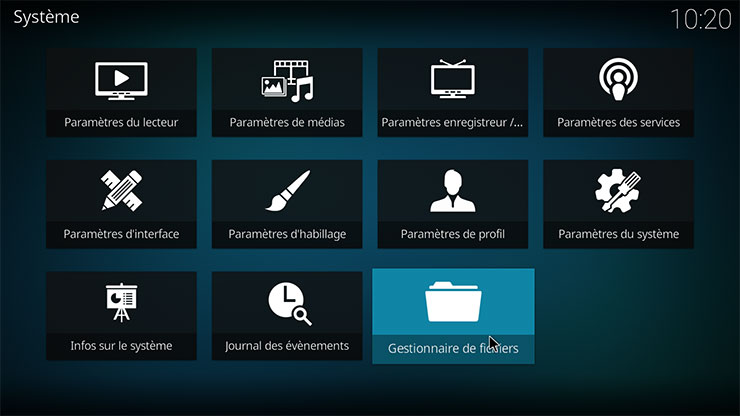 Système
10:20
Paramètres du lecteur
Paramètres de médias
Paramètres enregistreur /...
Paramètres des services
Paramètres d'interface
Paramètres d'habillage
Paramètres de profil
Paramètres du système
Infos sur le système
Journal des évènements
Gestionnaire de fichiers